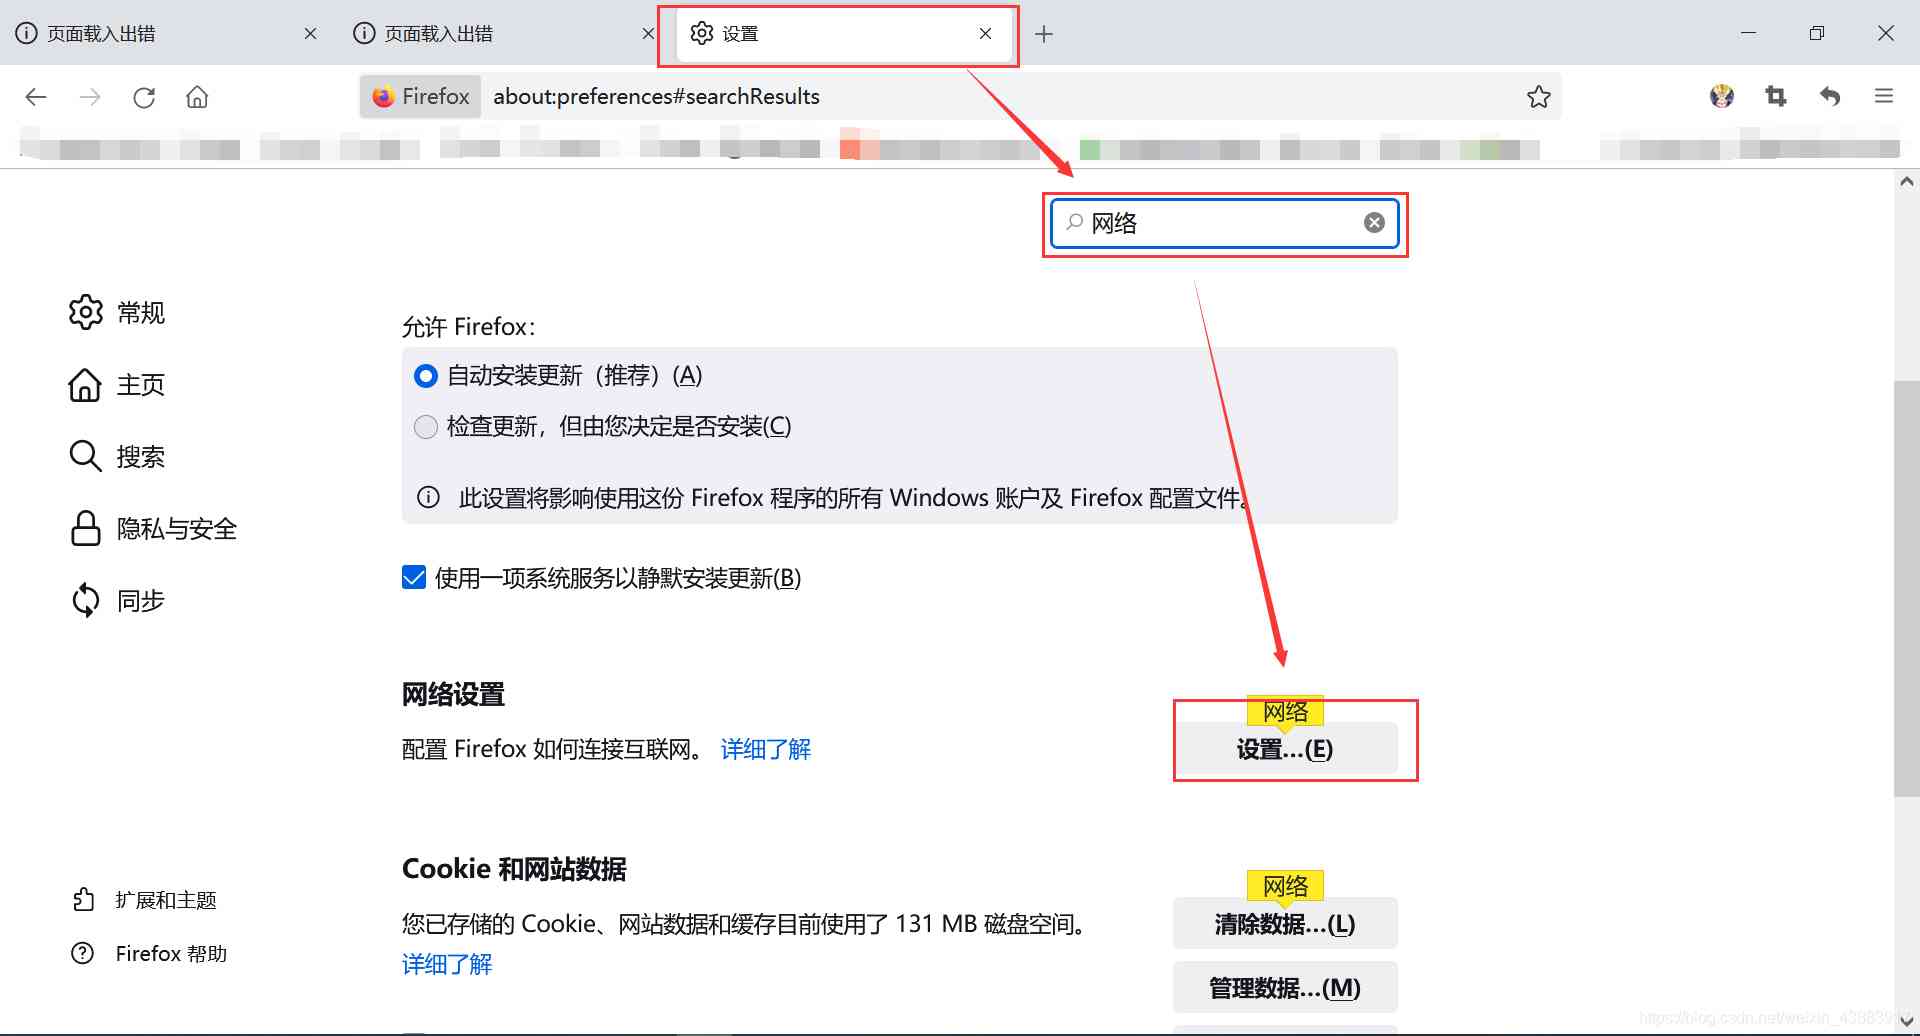 页面载入出错
页面载入出错
设置
Firefox
about:preferences#searchResults
网络
常规
主页
搜索
隐私与安全
同步
扩展和主题
Firefox 帮助
允许 Firefox：
自动安装更新（推荐）(A)
检查更新，但由您决定是否安装(C)
此设置将影响使用这份 Firefox 程序的所有 Windows 账户及 Firefox 配置文件。
使用一项系统服务以静默安装更新(B)
网络设置
网络
配置 Firefox 如何连接互联网。 详细了解
设置...(E)
Cookie 和网站数据
网络
您已存储的 Cookie、网站数据和缓存目前使用了 131 MB 磁盘空间。
详细了解
清除数据...(L)
管理数据...(M)